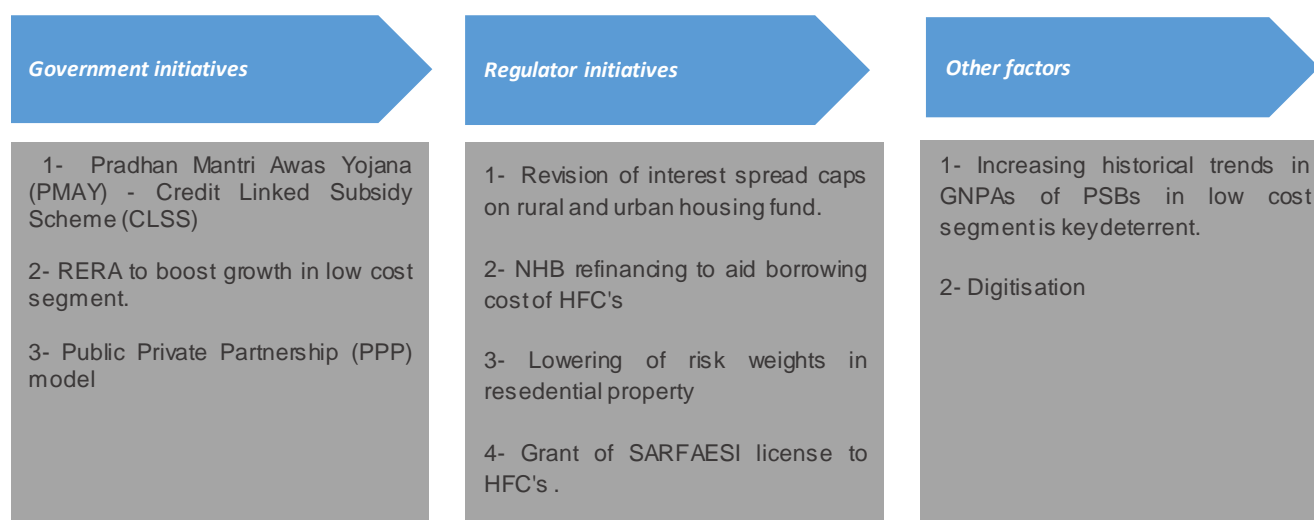 Government initiatives
1- Pradhan Mantri Awas Yojana
(PMAY) - Credit Linked Subsidy
Scheme (CLSS)
2- RERA to boost growth in low cost
segment.
3- Public Private Partnership (PPP)
model
Regulator initiatives
1- Revision of interest spread caps
on rural and urban housing fund.
2- NHB refinancing to aid borrowing
cost of HFC's
3- Lowering of risk weights in
resedential property
4- Grant of SARFAESI license to
HFC's .
Other factors
1- Increasing historical trends in
GNPAs of PSBs in low cost
segment is key deterrent.
2- Digitisation